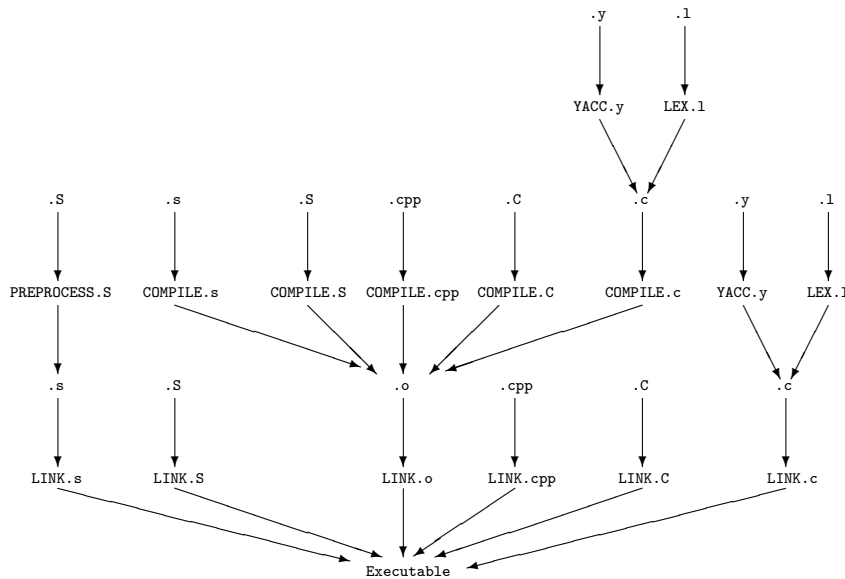 .y .l
YACC.y LEX.l
.S .s .S .cpp .C .c .y .l
PREPROCESS.S COMPILE.s COMPILE.S COMPILE.cpp COMPILE.C COMPILE.c YACC.y LEX.l
.s .S .o .cpp .C .c
LINK.s LINK.S LINK.o LINK.cpp LINK.C LINK.c
Executable